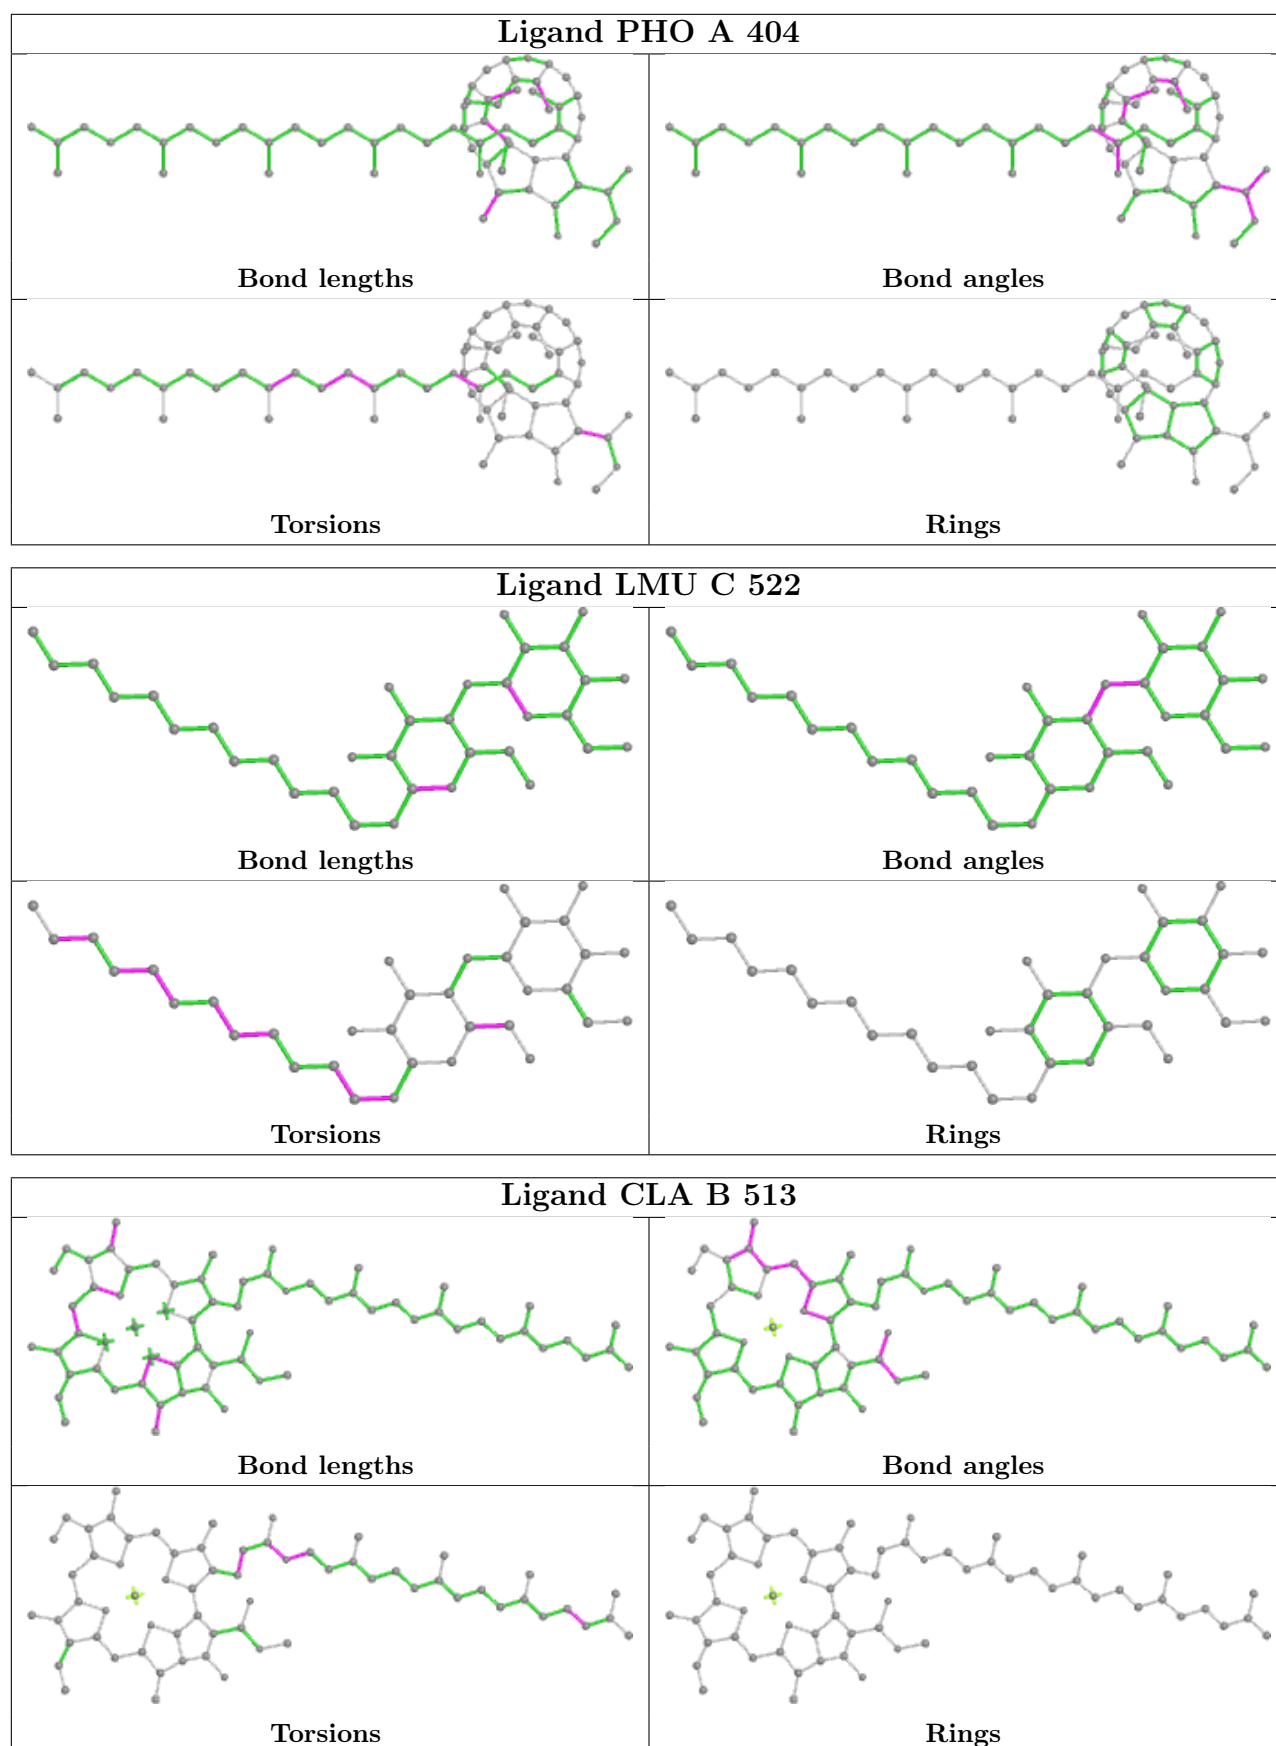 Ligand PHO A 404
Bond lengths
Bond angles
Torsions
Rings
Ligand LMU C 522
Bond lengths
Bond angles
Torsions
Rings
Ligand CLA B 513
Bond lengths
Bond angles
Torsions
Rings